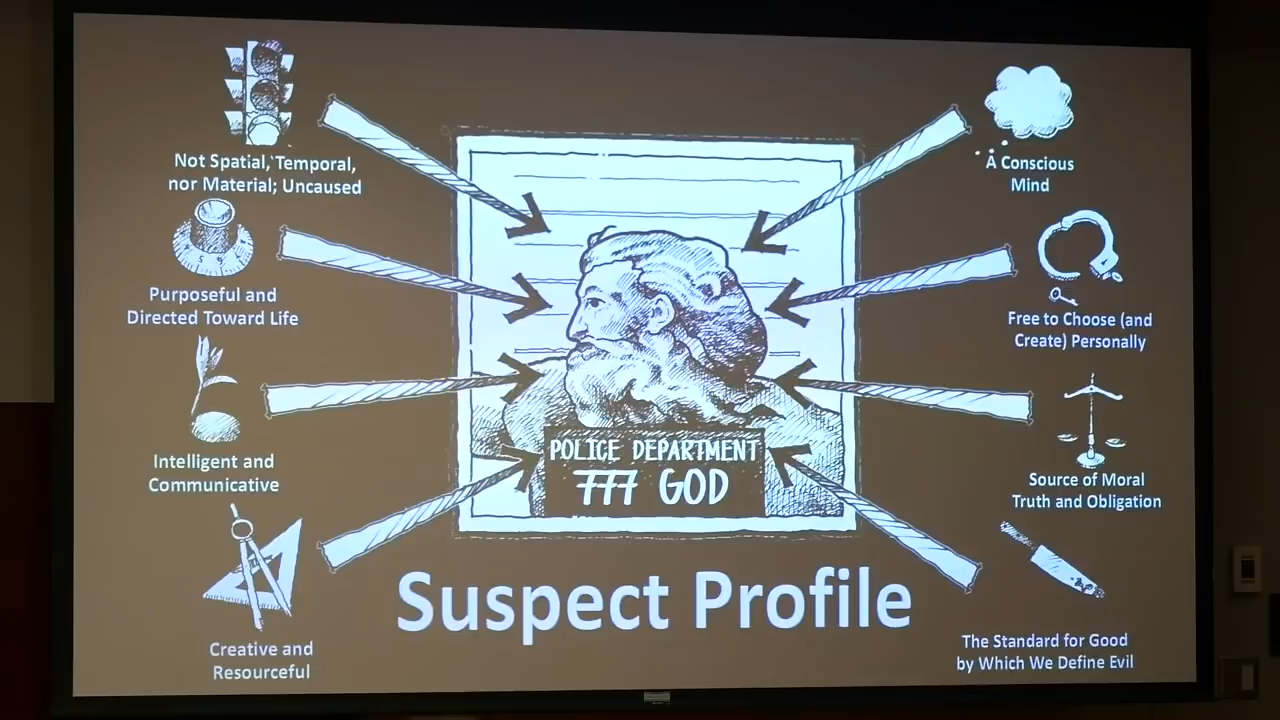 Not Spatial, Temporal,
nor Material; Uncaused
Purposeful and
Directed Toward Life
Intelligent and
Communicative
Creative and
Resourceful
POLICE DEPARTMENT
777 GOD
Suspect Profile
A Conscious
Mind
Free to Choose (and
Create) Personally
Source of Moral
Truth and Obligation
The Standard for Good
by Which We Define Evil